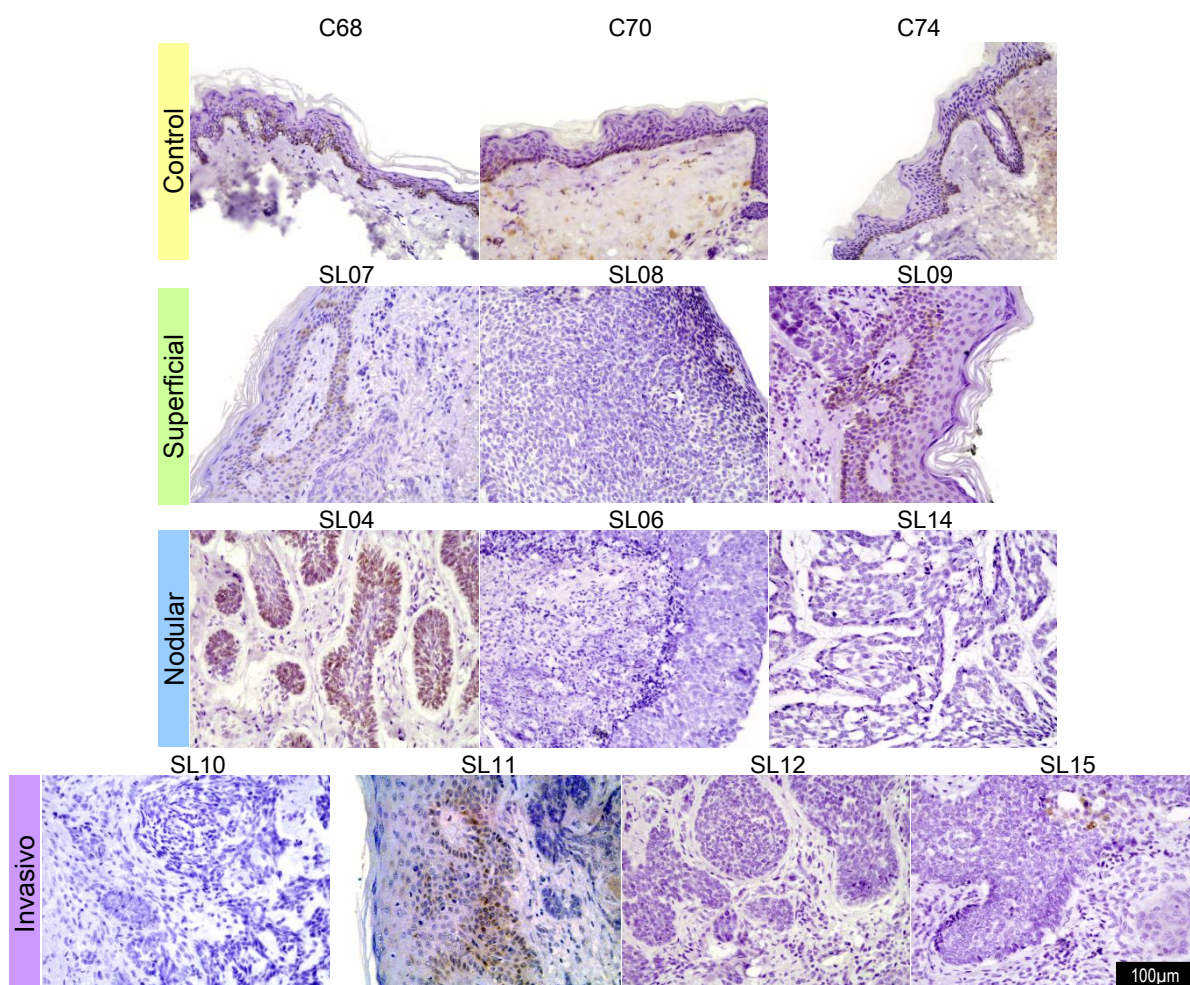 C68 C70 C74
Control
SL07 SL08 SL09
Superficial
SL04 SL06 SL14
Nodular
SL10 SL11 SL12 SL15
Invasivo
100µm